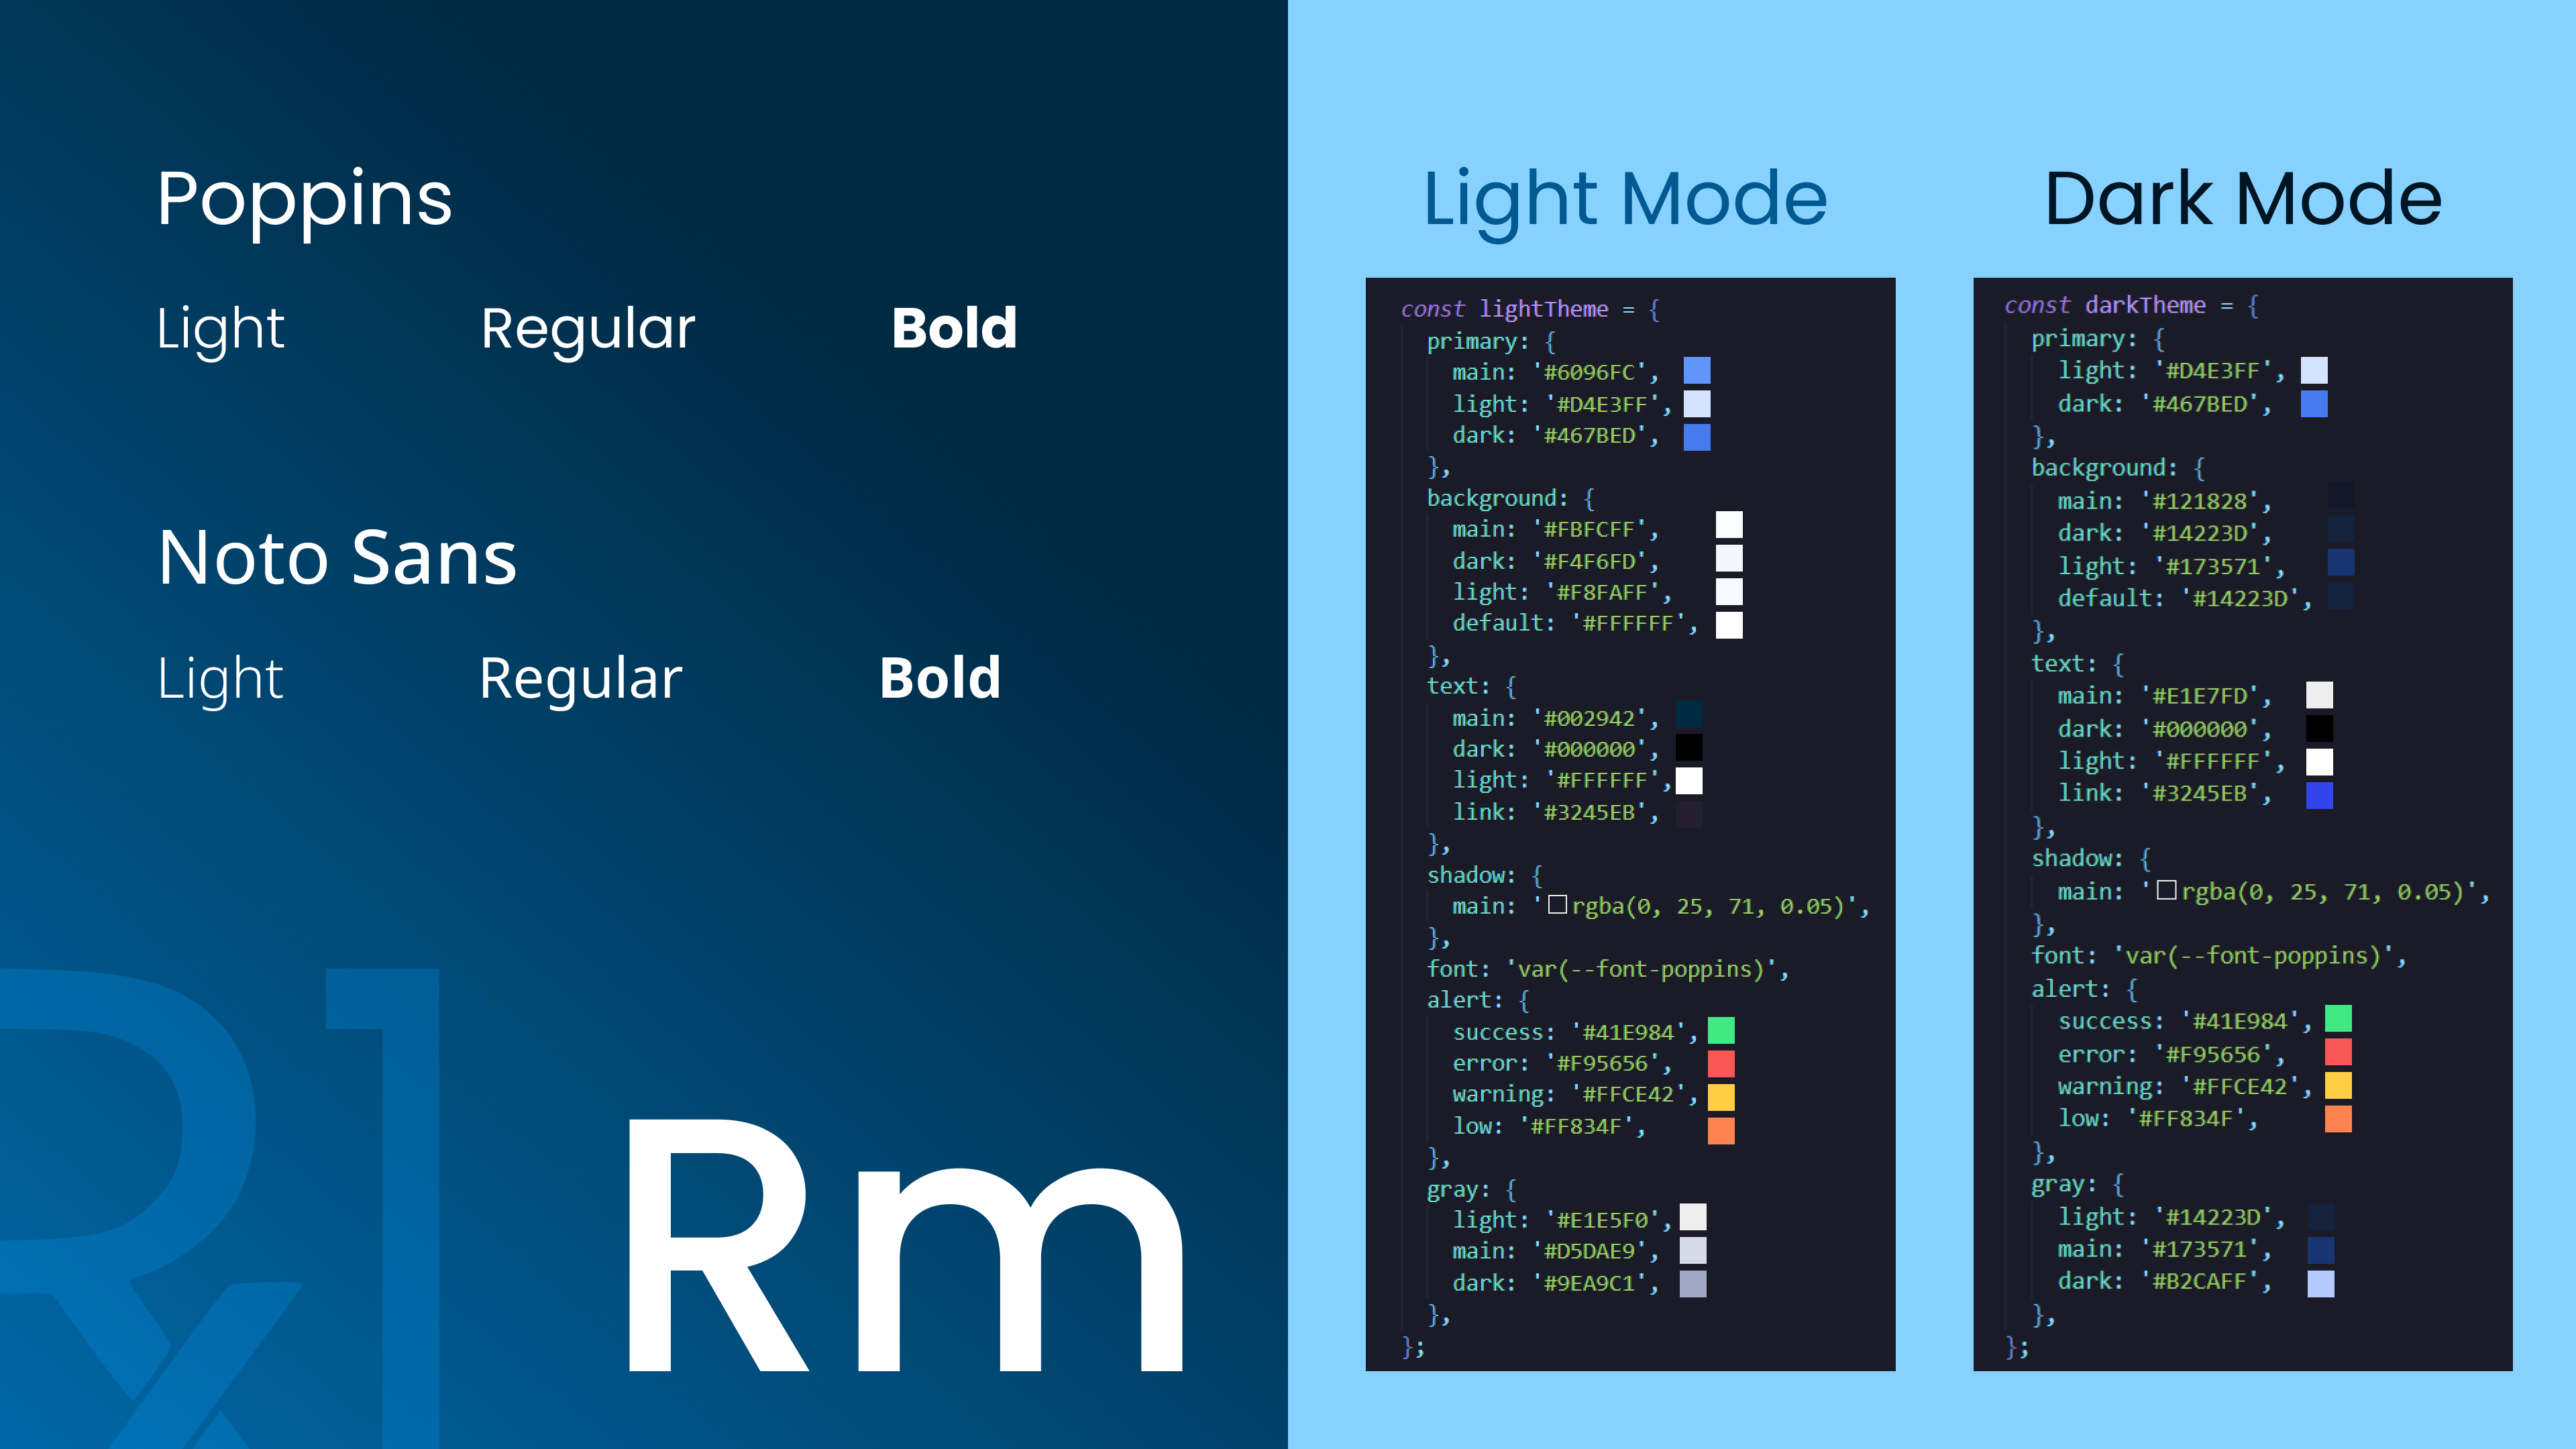 Poppins
Light Regular Bold
Noto Sans
Light Regular Bold
Rm
R1
Light Mode
const lightTheme = {
primary: {
main: '#6096FC',
light: '#D4E3FF',
dark: '#467BED',
},
background: {
main: '#FBFCFF',
dark: '#F4F6FD',
light: '#F8FAFF',
default: '#FFFFFF',
},
text: {
main: '#002942',
dark: '#000000',
light: '#FFFFFF',
link: '#3245EB',
},
shadow: {
main: 'rgba(0, 25, 71, 0.05)',
},
font: 'var(--font-poppins)',
alert: {
success: '#41E984',
error: '#F95656',
warning: '#FFCE42',
low: '#FF834F',
},
gray: {
light: '#E1E5F0',
main: '#D5DAE9',
dark: '#9EA9C1',
},
};
Dark Mode
const darkTheme = {
primary: {
light: '#D4E3FF',
dark: '#467BED',
},
background: {
main: '#121828',
dark: '#14223D',
light: '#173571',
default: '#14223D',
},
text: {
main: '#E1E7FD',
dark: '#000000',
light: '#FFFFFF',
link: '#3245EB',
},
shadow: {
main: 'rgba(0, 25, 71, 0.05)',
},
font: 'var(--font-poppins)',
alert: {
success: '#41E984',
error: '#F95656',
warning: '#FFCE42',
low: '#FF834F',
},
gray: {
light: '#14223D',
main: '#173571',
dark: '#B2CAFF',
},
};